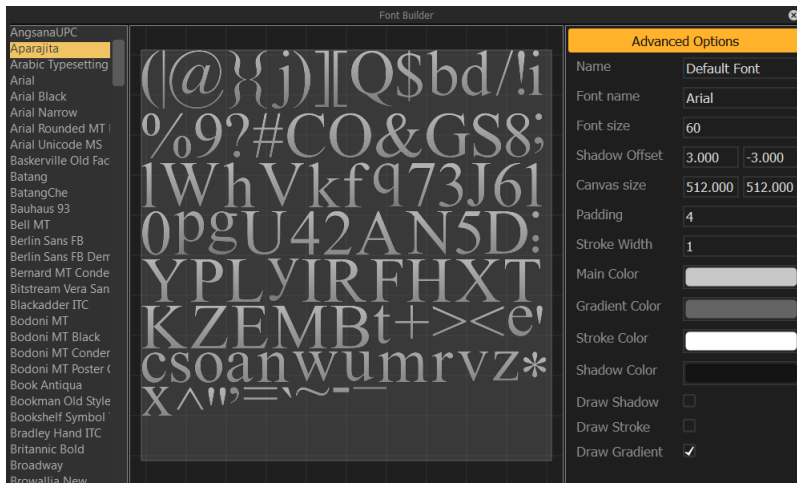 Font Builder
AngsanaUPC
Aparajita
Arabic Typesetting
Arial
Arial Black
Arial Narrow
Arial Rounded MT
Arial Unicode MS
Baskerville Old Fac
Batang
BatangChe
Bauhaus 93
Bell MT
Berlin Sans FB
Berlin Sans FB Dem
Bernard MT Conde
Bitstream Vera San
Blackadder ITC
Bodoni MT
Bodoni MT Black
Bodoni MT Conden
Bodoni MT Poster C
Book Antiqua
Bookman Old Style
Bookshelf Symbol
Bradley Hand ITC
Britannic Bold
Broadway
Browallia New
(|@}{j)][Q$bd/!i
%9?#CO&GS8;
lWhVkfq73J61
0pgU42AN5D:
YPLyIRFHXT
KZEMBt+><e'
csoanwumrvz*
x^",=`~-_
Advanced Options
Name Default Font
Font name Arial
Font size 60
Shadow Offset 3.000 -3.000
Canvas size 512.000 512.000
Padding 4
Stroke Width 1
Main Color
Gradient Color
Stroke Color
Shadow Color
Draw Shadow
Draw Stroke
Draw Gradient